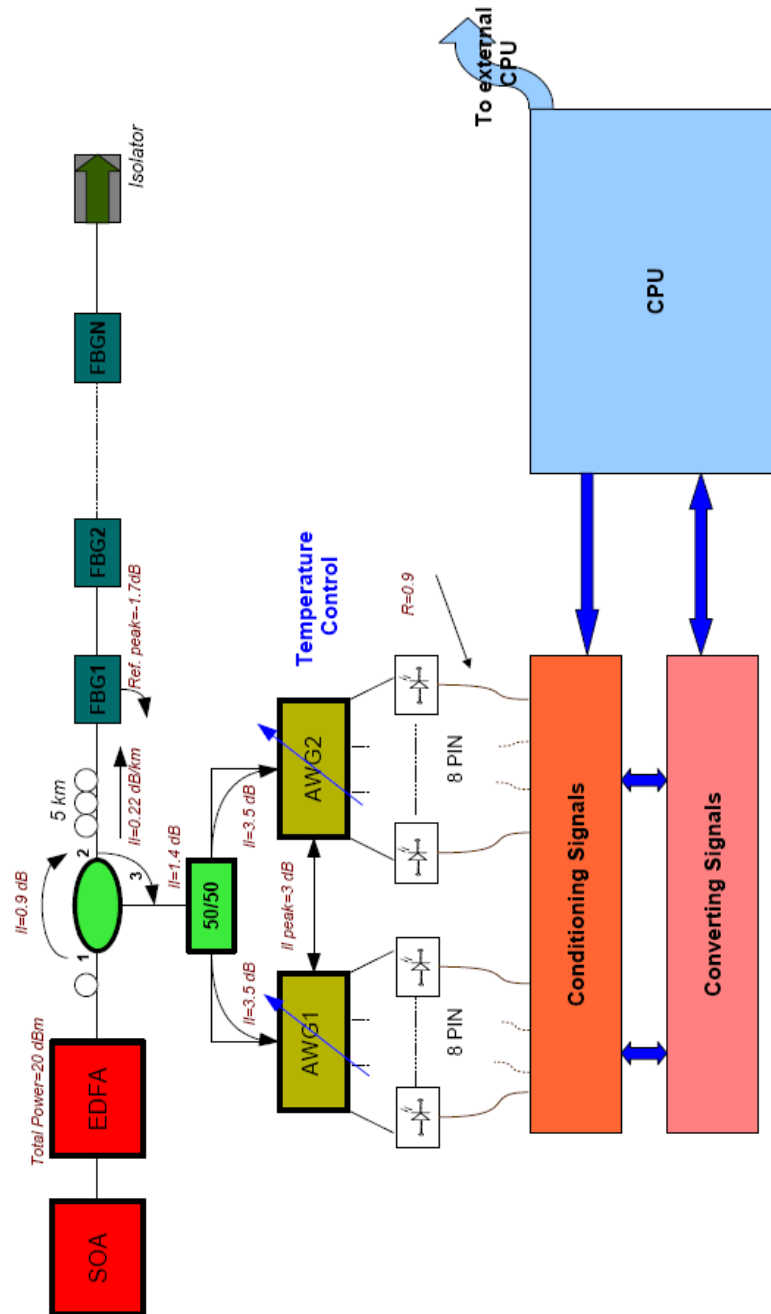 SOA
EDFA
Total Power=20 dBm
1
2
3
Il=0.9 dB
5 km
Il=0.22 dB/km
FBG1
Ref. peak=-1.7dB
FBG2
FBGN
Isolator
Il=1.4 dB
50/50
Il=3.5 dB
Il=3.5 dB
AWG1
Il peak=3 dB
AWG2
Temperature
Control
8 PIN
8 PIN
R=0.9
Conditioning Signals
Converting Signals
CPU
To external
CPU